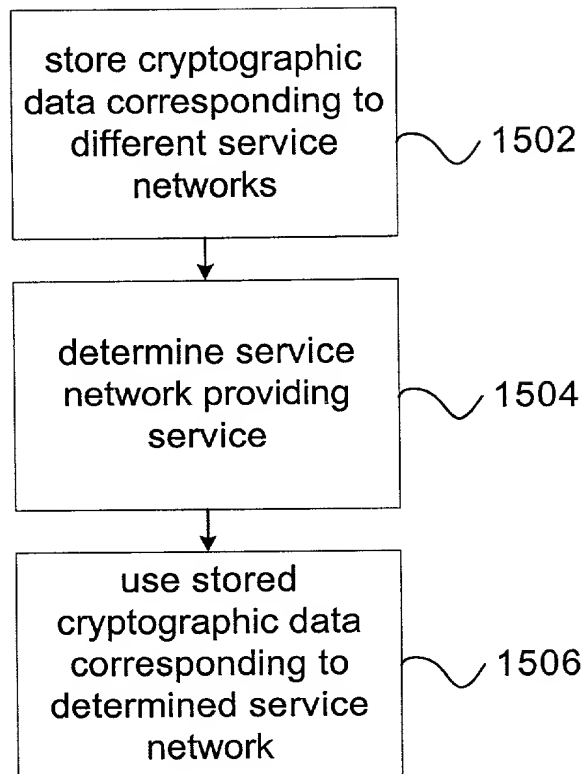 store cryptographic
data corresponding to
different service
networks
1502
determine service
network providing
service
1504
use stored
cryptographic data
corresponding to
determined service
network
1506